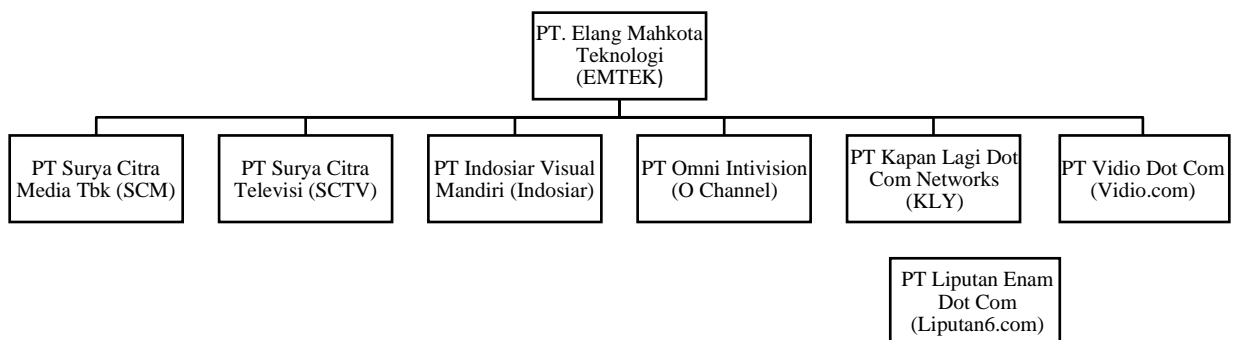 PT. Elang Mahkota
Teknologi
(EMTEK)
PT Surya Citra
Media Tbk (SCM)
PT Surya Citra
Televisi (SCTV)
PT Indosiar Visual
Mandiri (Indosiar)
PT Omni Intivision
(O Channel)
PT Kapan Lagi Dot
Com Networks
(KLY)
PT Vidio Dot Com
(Vidio.com)
PT Liputan Enam
Dot Com
(Liputan6.com)